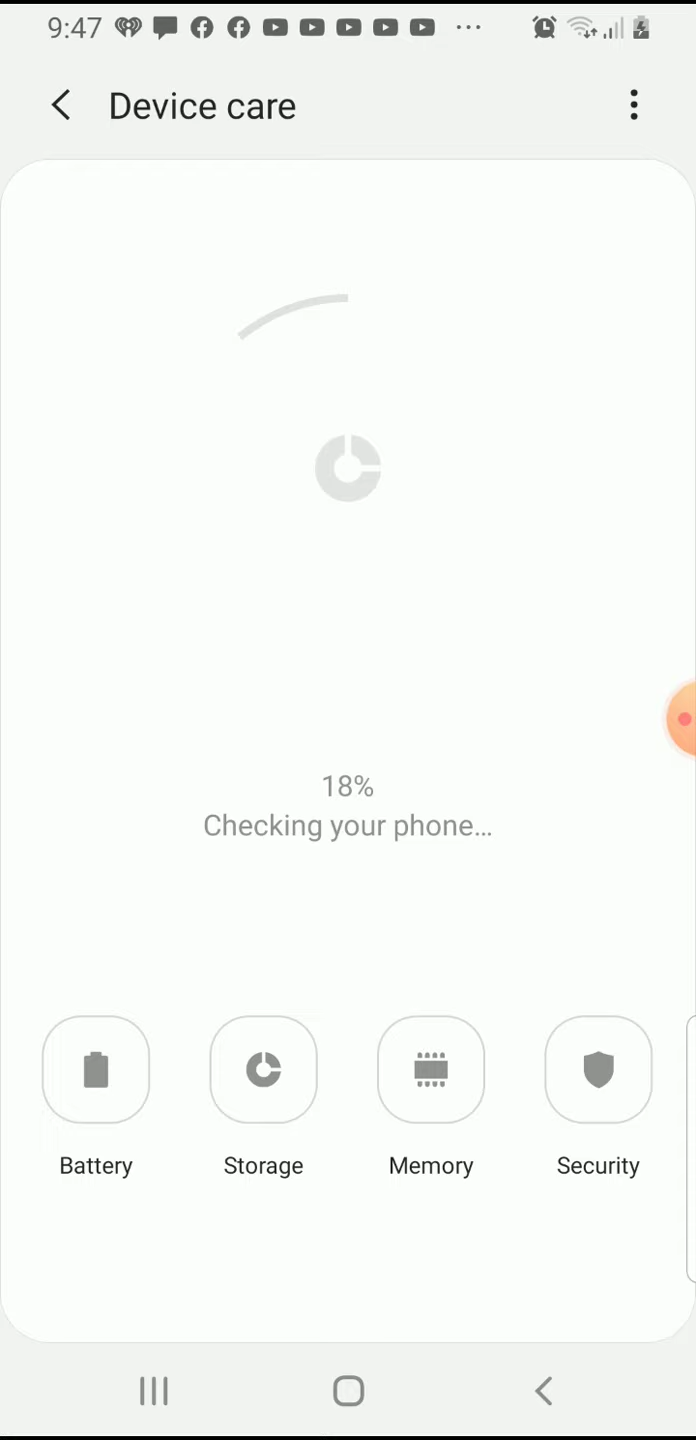 9:47
Device care
18%
Checking your phone...
Battery Storage Memory Security